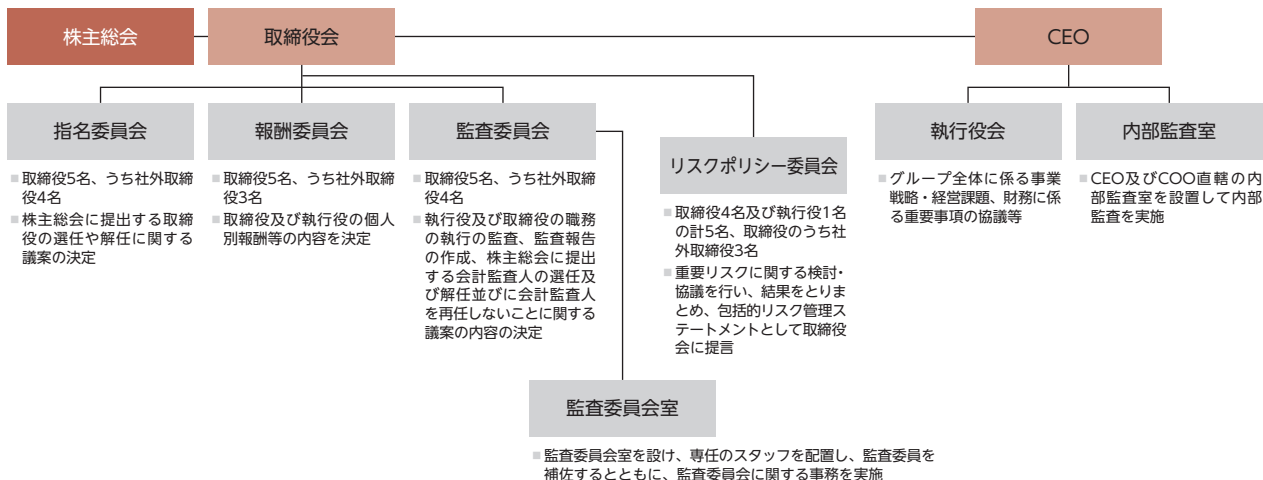 株主総会
取締役会
CEO
指名委員会
■取締役5名、うち社外取締
役4名
■株主総会に提出する取締
役の選任や解任に関する
議案の決定
報酬委員会
■取締役5名、うち社外取締
役3名
■取締役及び執行役の個人
別報酬等の内容を決定
監査委員会
■取締役5名、うち社外取締
役4名
■執行役及び取締役の職務
の執行の監査、監査報告
の作成、株主総会に提出
する会計監査人の選任及
び解任並びに会計監査人
を再任しないことに関する
議案の内容の決定
リスクポリシー委員会
■取締役4名及び執行役1名
の計5名、取締役のうち社
外取締役3名
■重要リスクに関する検討・
協議を行い、結果をとりま
とめ、包括的リスク管理ス
テートメントとして取締役
会に提言
執行役会
■グループ全体に係る事業
戦略・経営課題、財務に係
る重要事項の協議等
内部監査室
■CEO及びCOO直轄の内
部監査室を設置して内部
監査を実施
監査委員会室
■監査委員会室を設け、専任のスタッフを配置し、監査委員を
補佐するとともに、監査委員会に関する事務を実施